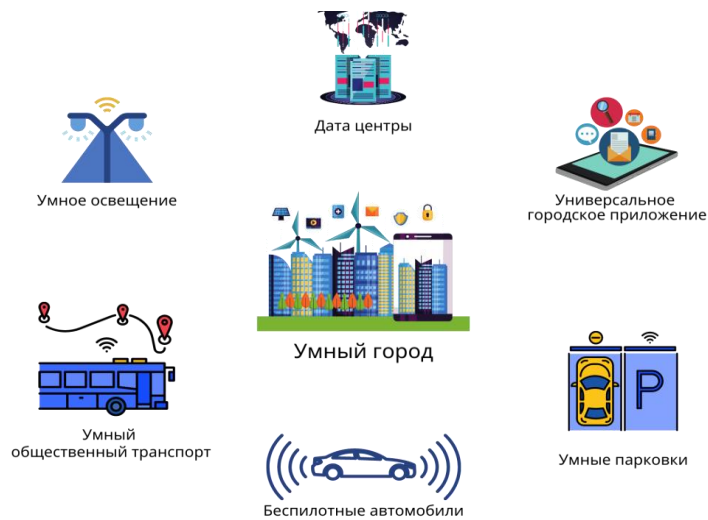 Дата центры
Умное освещение
Универсальное
городское приложение
Умный город
P
Умный
общественный транспорт
Умные парковки
Беспилотные автомобили